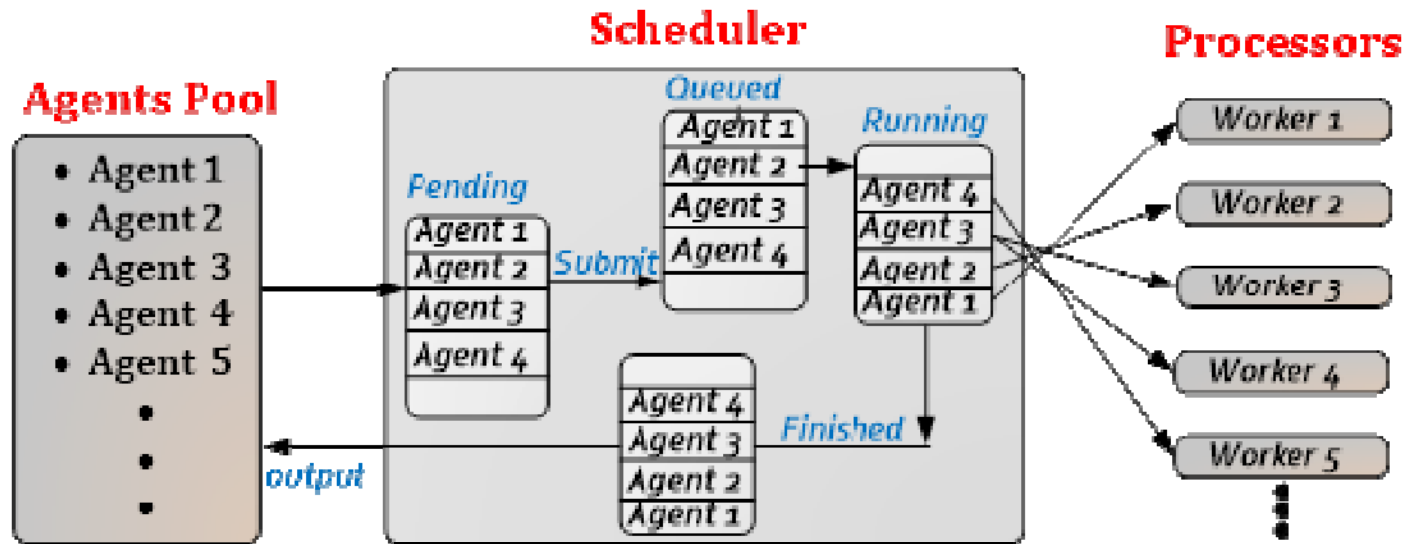 Scheduler
Processors
Agents Pool
• Agent 1
• Agent 2
• Agent 3
• Agent 4
• Agent 5
Pending
Agent 1
Agent 2
Agent 3
Agent 4
Submit
Queued
Agent 1
Agent 2
Agent 3
Agent 4
Running
Agent 4
Agent 3
Agent 2
Agent 1
Finished
Agent 4
Agent 3
Agent 2
Agent 1
output
Worker 1
Worker 2
Worker 3
Worker 4
Worker 5